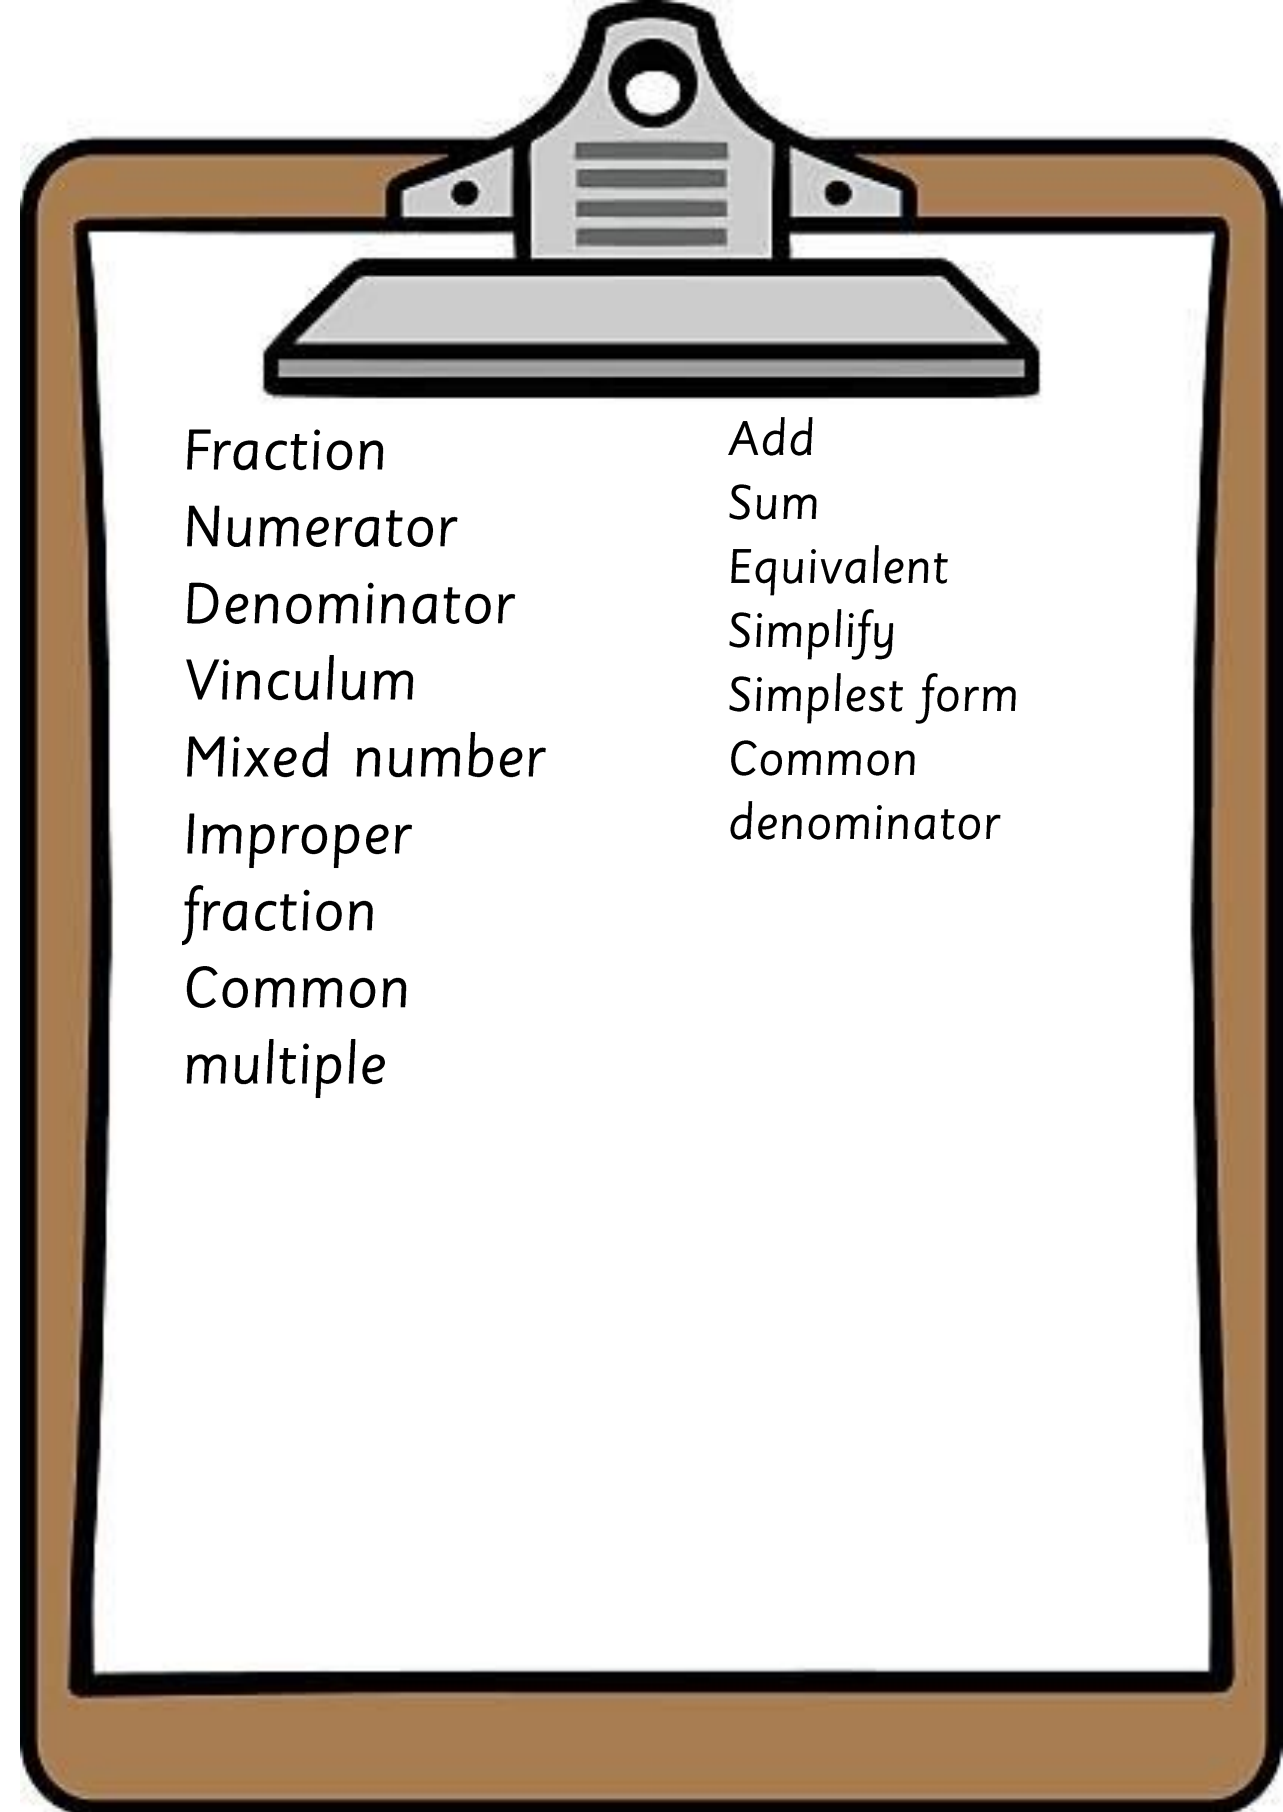 Fraction
Numerator
Denominator
Vinculum
Mixed number
Improper
fraction
Common
multiple
Add
Sum
Equivalent
Simplify
Simplest form
Common
denominator